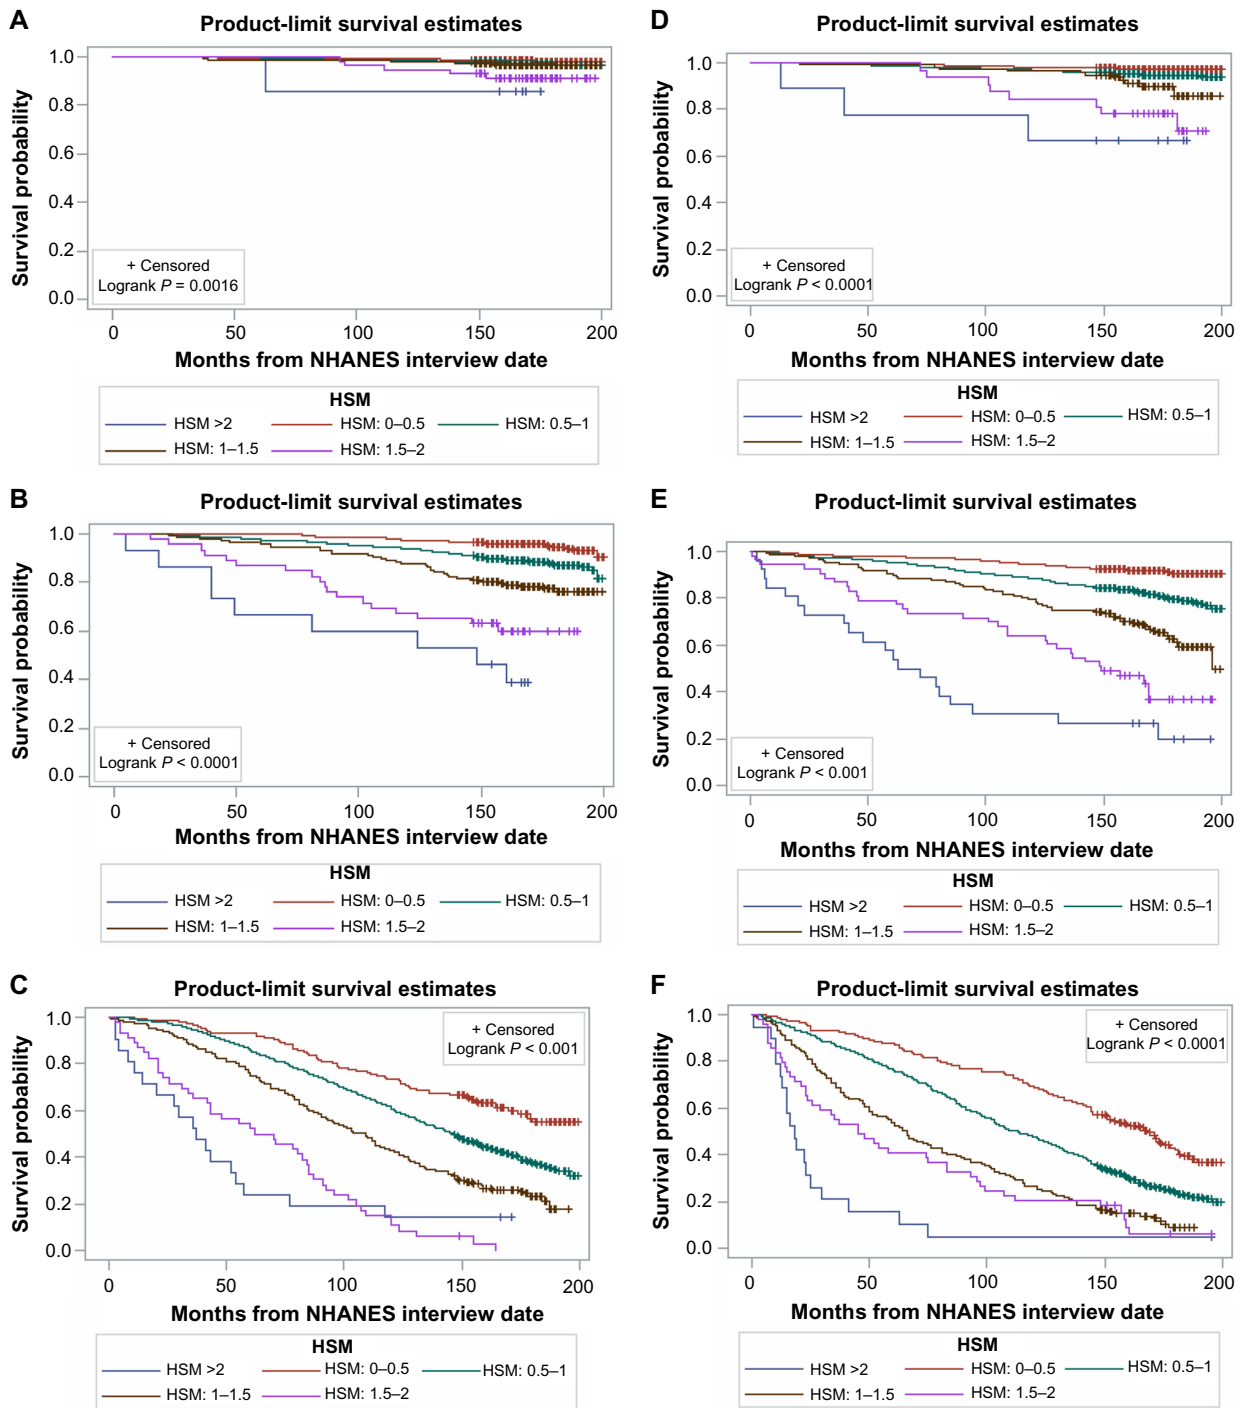 A
Product-limit survival estimates
Survival probability
1.0
0.8
0.6
0.4
0.2
0.0
+ Censored
Logrank P = 0.0016
0 50 100 150 200
Months from NHANES interview date
HSM
HSM >2 HSM: 0–0.5 HSM: 0.5–1
HSM: 1–1.5 HSM: 1.5–2
D
Product-limit survival estimates
Survival probability
1.0
0.8
0.6
0.4
0.2
0.0
+ Censored
Logrank P < 0.0001
0 50 100 150 200
Months from NHANES interview date
HSM
HSM >2 HSM: 0–0.5 HSM: 0.5–1
HSM: 1–1.5 HSM: 1.5–2
B
Product-limit survival estimates
Survival probability
1.0
0.8
0.6
0.4
0.2
0.0
+ Censored
Logrank P < 0.0001
0 50 100 150 200
Months from NHANES interview date
HSM
HSM >2 HSM: 0–0.5 HSM: 0.5–1
HSM: 1–1.5 HSM: 1.5–2
E
Product-limit survival estimates
Survival probability
1.0
0.8
0.6
0.4
0.2
0.0
+ Censored
Logrank P < 0.001
0 50 100 150 200
Months from NHANES interview date
HSM
HSM >2 HSM: 0–0.5 HSM: 0.5–1
HSM: 1–1.5 HSM: 1.5–2
C
Product-limit survival estimates
Survival probability
1.0
0.8
0.6
0.4
0.2
0.0
+ Censored
Logrank P < 0.001
0 50 100 150 200
Months from NHANES interview date
HSM
HSM >2 HSM: 0–0.5 HSM: 0.5–1
HSM: 1–1.5 HSM: 1.5–2
F
Product-limit survival estimates
Survival probability
1.0
0.8
0.6
0.4
0.2
0.0
+ Censored
Logrank P < 0.0001
0 50 100 150 200
Months from NHANES interview date
HSM
HSM >2 HSM: 0–0.5 HSM: 0.5–1
HSM: 1–1.5 HSM: 1.5–2